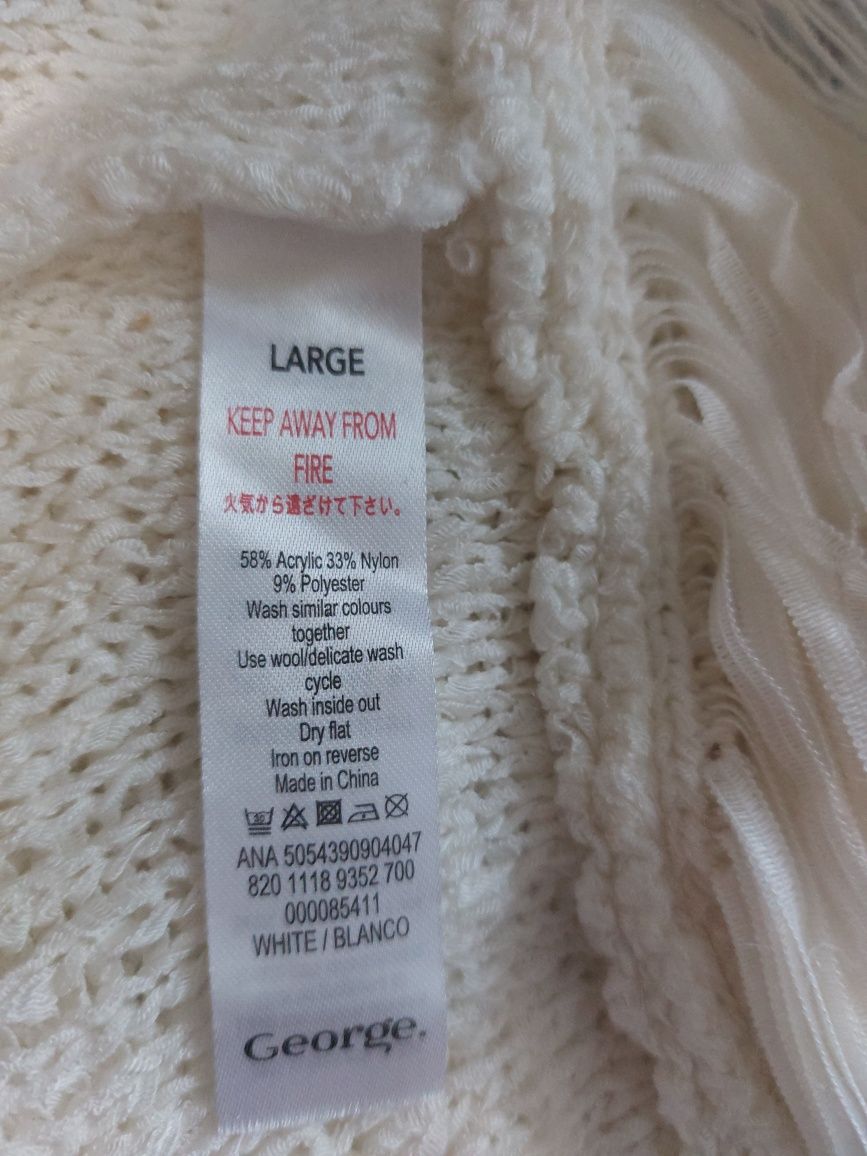 LARGE
KEEP AWAY FROM
FIRE
火気から遠ざけて下さい。
58% Acrylic 33% Nylon
9% Polyester
Wash similar colours
together
Use wool/delicate wash
cycle
Wash inside out
Dry flat
Iron on reverse
Made in China
30
ANA 5054390904047
820 1118 9352 700
000085411
WHITE / BLANCO
George.